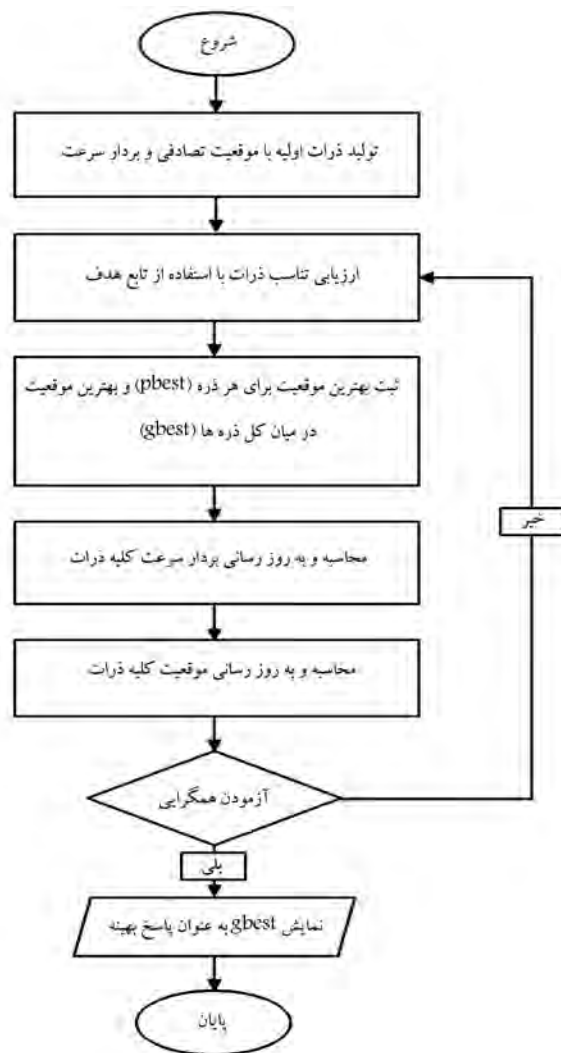 شروع
تولید ذرات اولیه با موقعیت تصادفی و بردار سرعت
ارزیابی تناسب ذرات با استفاده از تابع هدف
ثبت بهترین موقعیت برای هر ذره (pbest) و بهترین موقعیت
در میان کل ذره ها (gbest)
محاسبه و به روز رسانی بردار سرعت کلیه ذرات
محاسبه و به روز رسانی موقعیت کلیه ذرات
آزمودن همگرایی
خیر
بلی
نمایش gbest به عنوان پاسخ بهینه
پایان